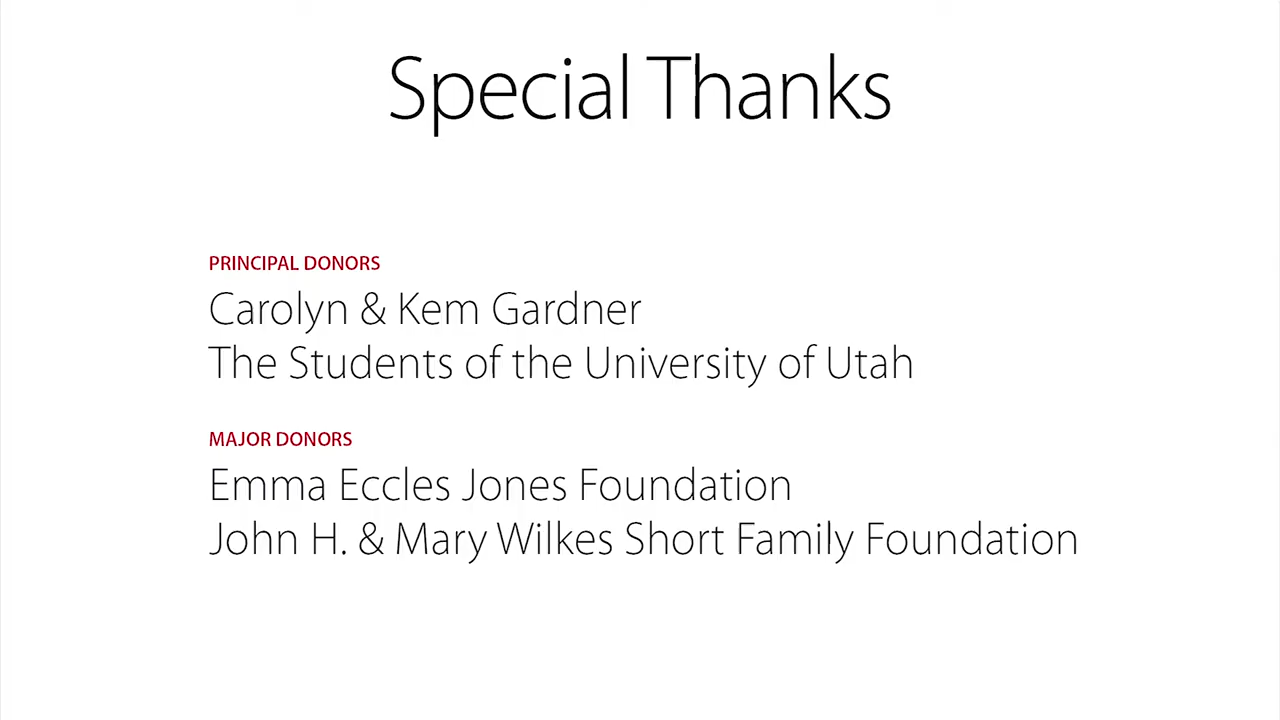 Special Thanks
PRINCIPAL DONORS
Carolyn & Kem Gardner
The Students of the University of Utah
MAJOR DONORS
Emma Eccles Jones Foundation
John H. & Mary Wilkes Short Family Foundation